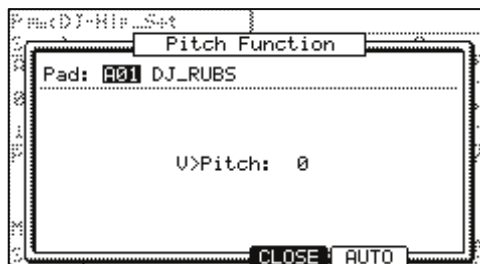 Pitch Function
Pad: A01 DJ_RUBS
V>Pitch: 0
CLOSE AUTO